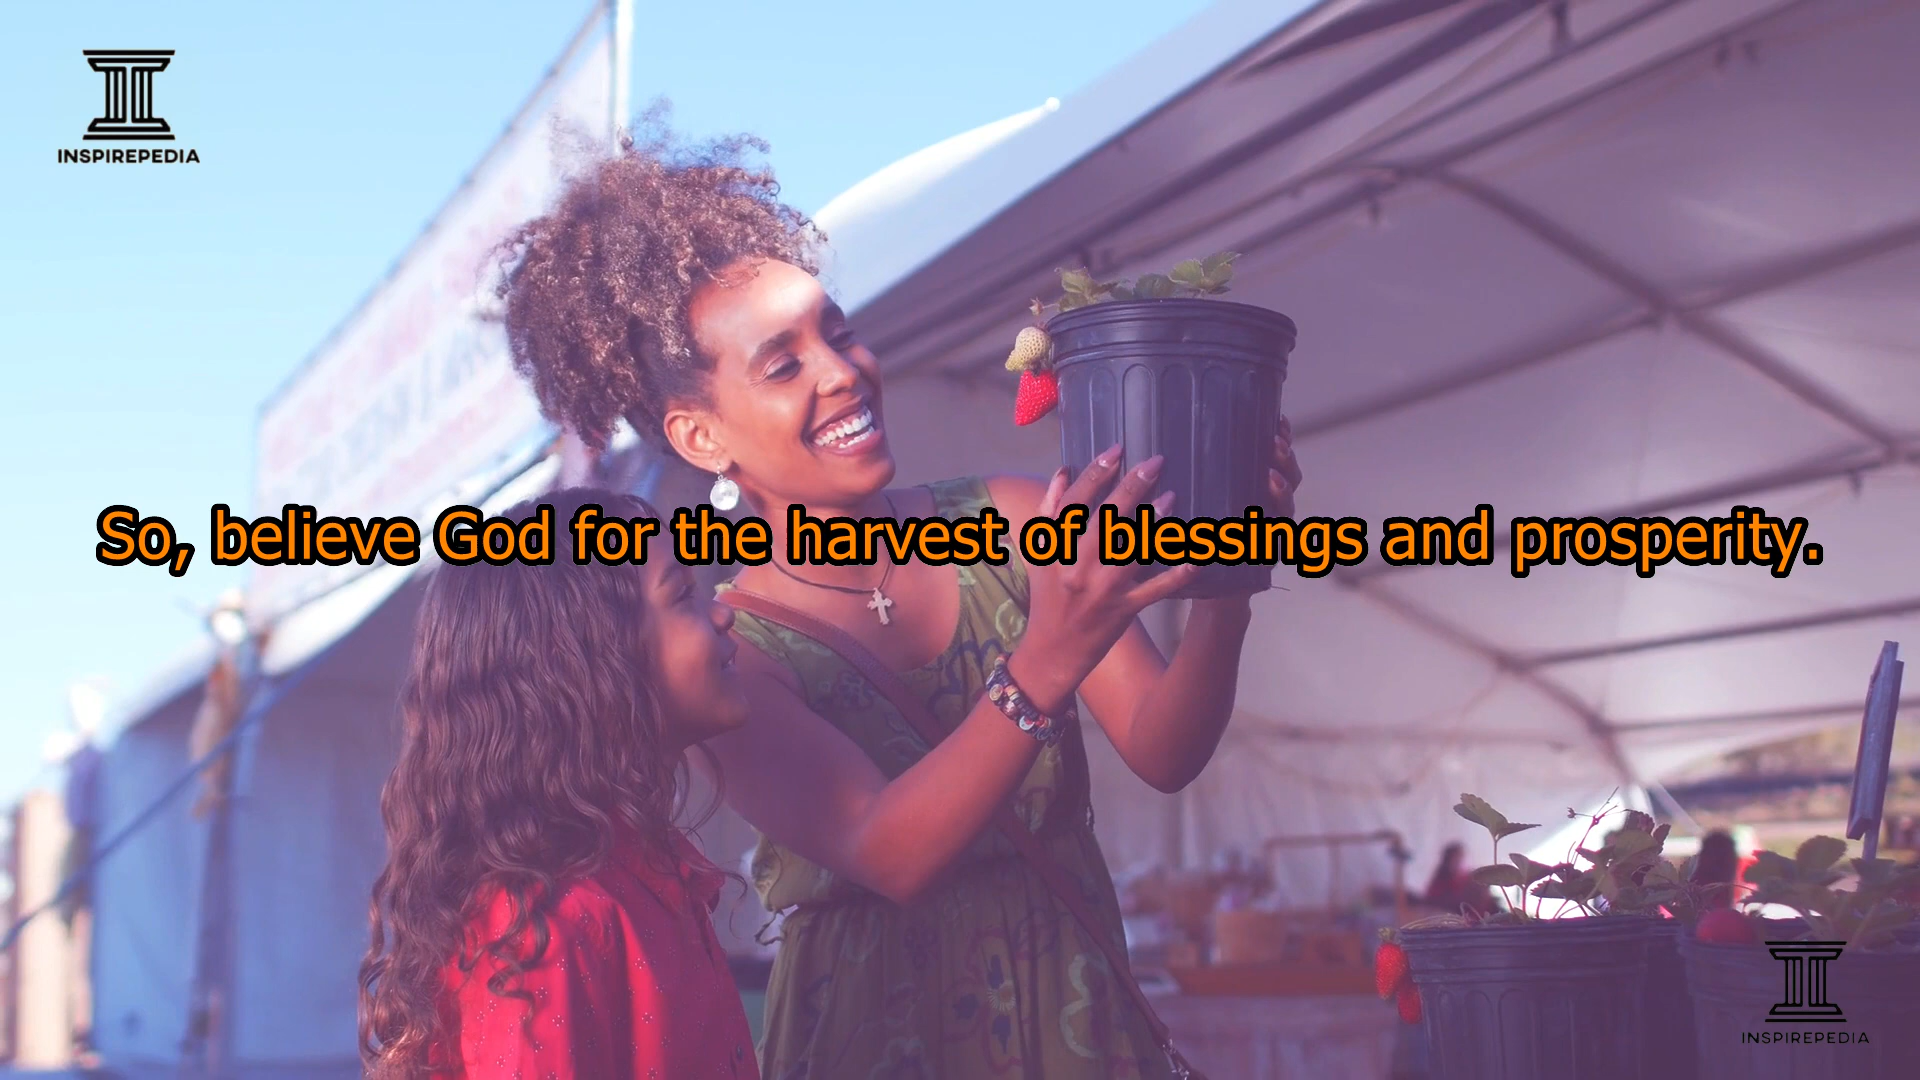 INSPIREPEDIA
So, believe God for the harvest of blessings and prosperity.
INSPIREPEDIA